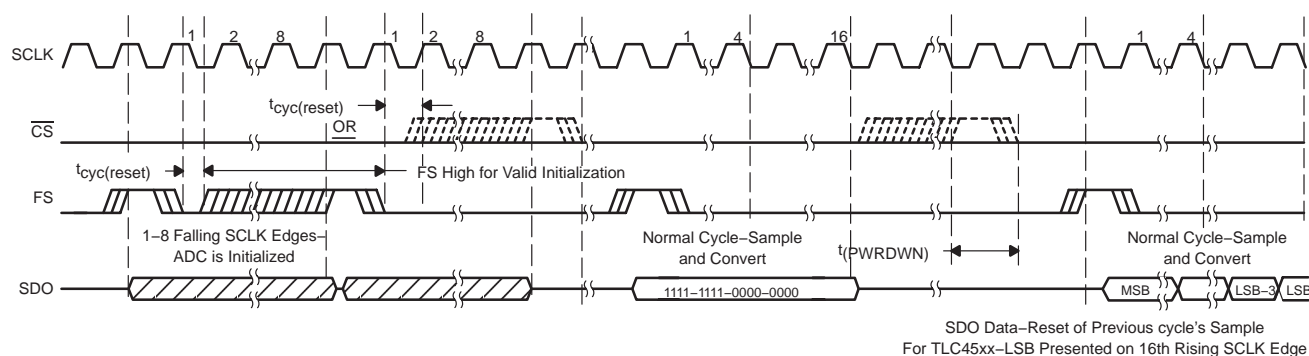 1 2 8 1 2 8 1 4 16 1 4
SCLK
tcyc(reset)
CS
OR
tcyc(reset)
FS High for Valid Initialization
FS
1–8 Falling SCLK Edges–
ADC is Initialized
Normal Cycle–Sample
and Convert
t(PWRDWN)
Normal Cycle–Sample
and Convert
SDO
1111–1111–0000–0000
MSB
LSB–3
LSB
SDO Data–Reset of Previous cycle's Sample
For TLC45xx–LSB Presented on 16th Rising SCLK Edge